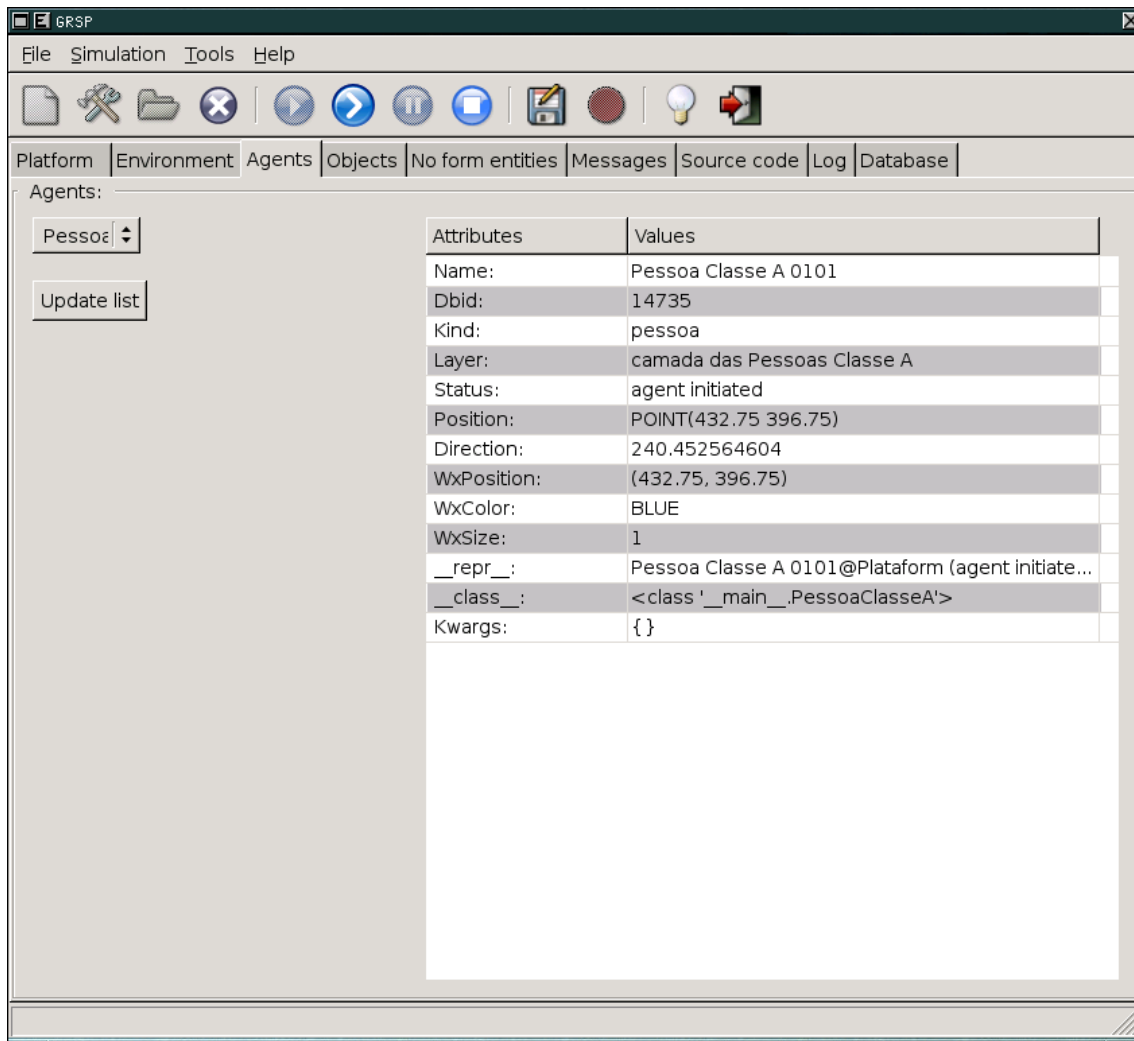 GRSP
File Simulation Tools Help
Platform Environment Agents Objects No form entities Messages Source code Log Database
Agents:
Pessoa
Update list
Attributes Values
Name: Pessoa Classe A 0101
Dbid: 14735
Kind: pessoa
Layer: camada das Pessoas Classe A
Status: agent initiated
Position: POINT(432.75 396.75)
Direction: 240.452564604
WxPosition: (432.75, 396.75)
WxColor: BLUE
WxSize: 1
__repr__: Pessoa Classe A 0101@Plataform (agent initiate...
__class__: <class '__main__.PessoaClasseA'>
Kwargs: {}